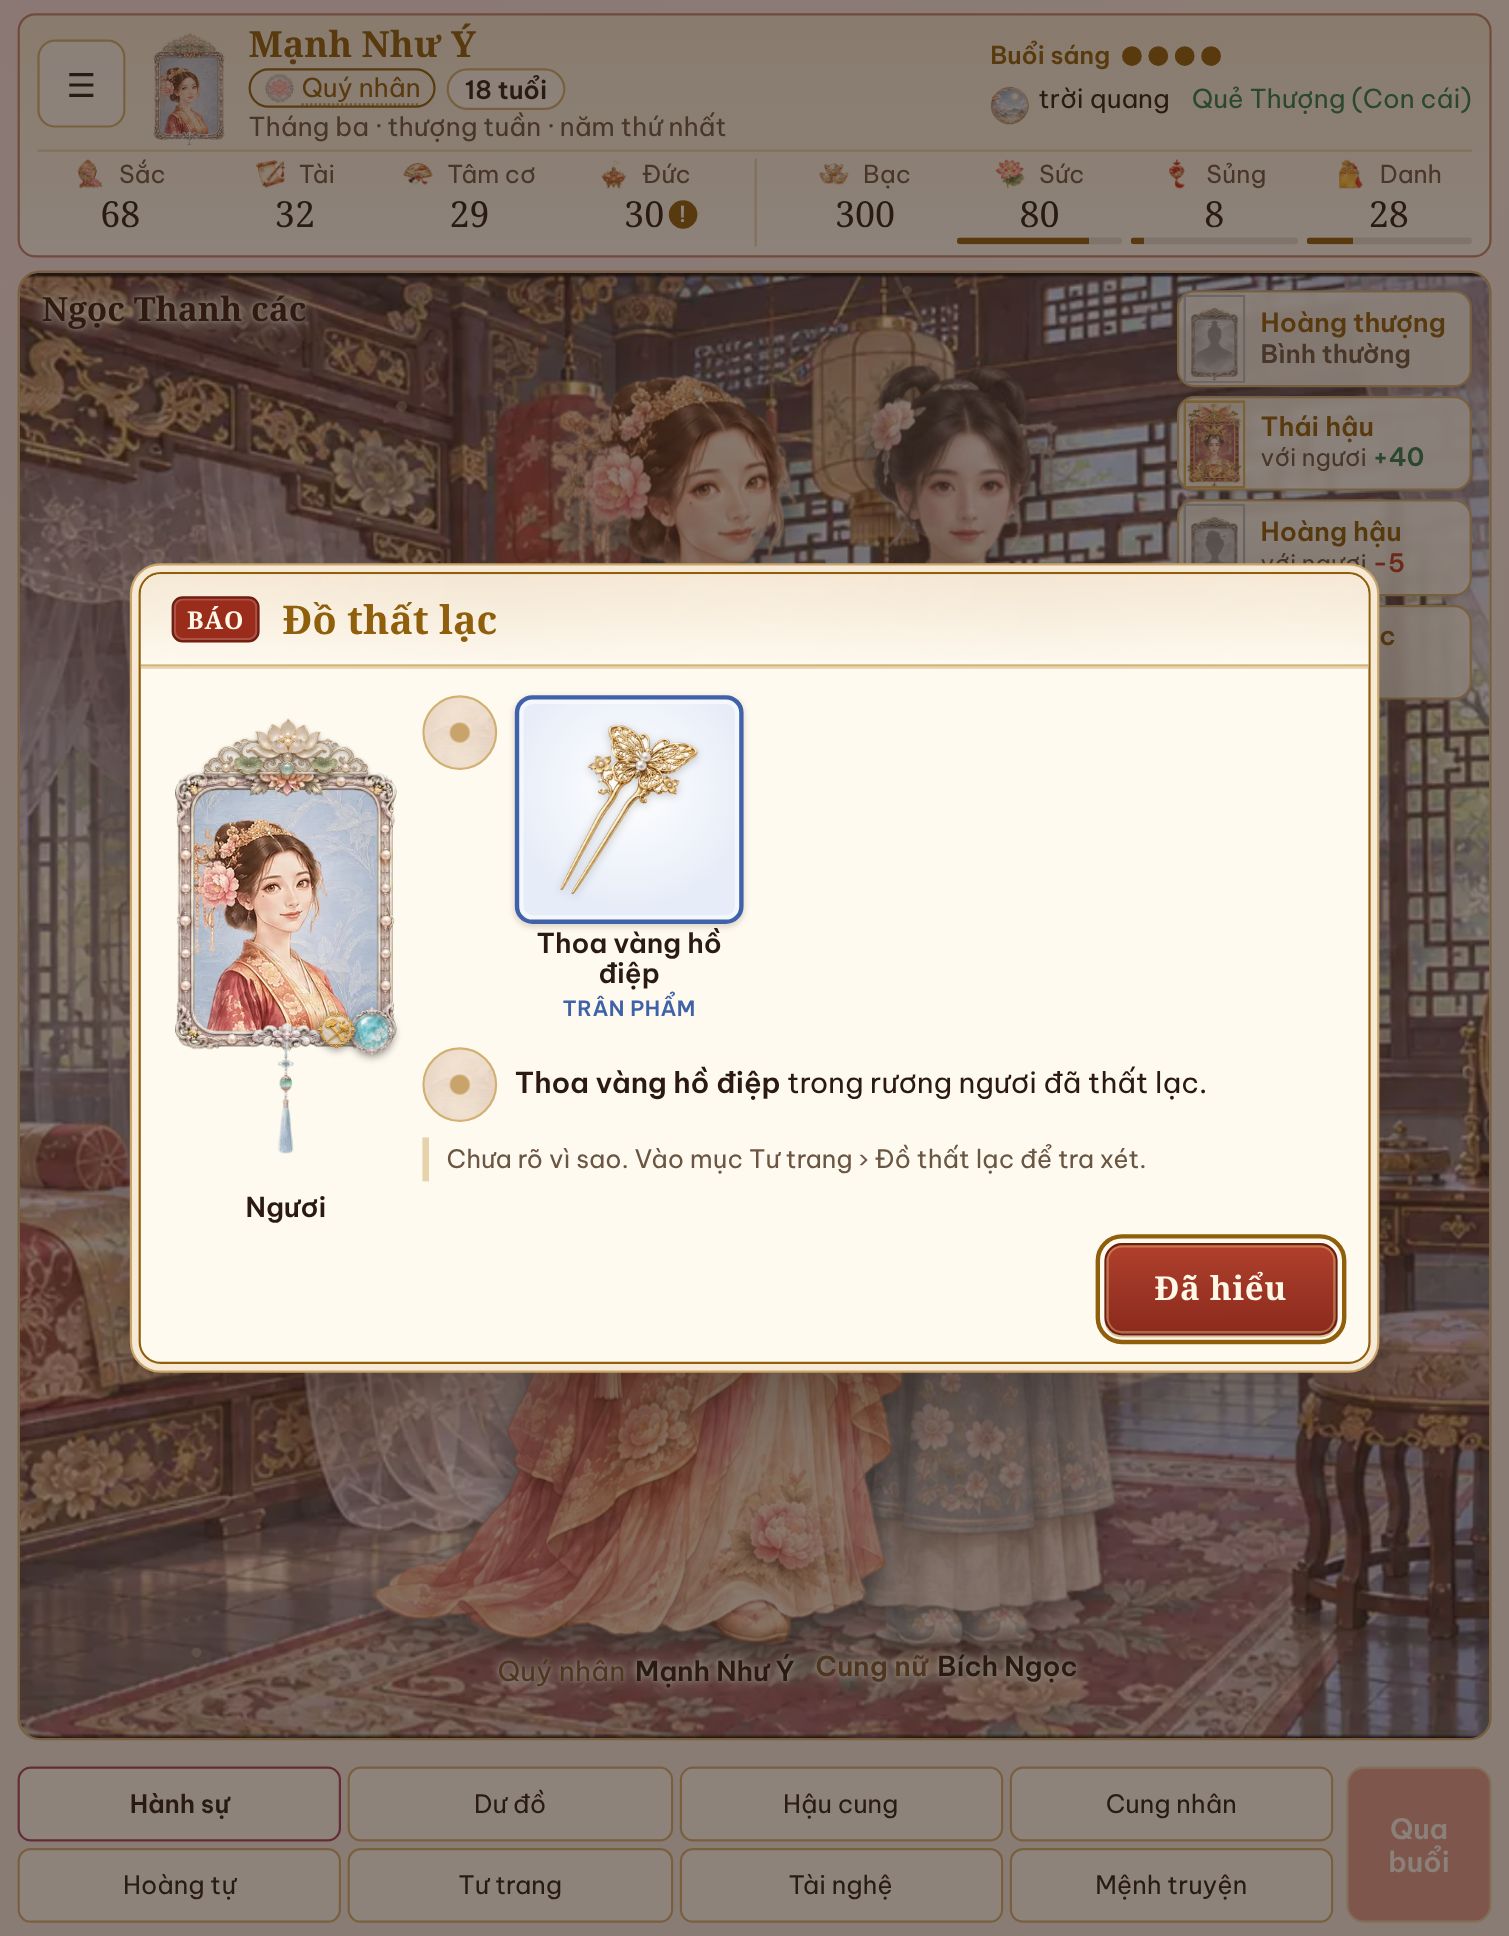 Mạnh Như Ý
Quý nhân
18 tuổi
Tháng ba · thượng tuần · năm thứ nhất
Buổi sáng
trời quang
Quẻ Thượng (Con cái)
Sắc
68
Tài
32
Tâm cơ
29
Đức
30 !
Bạc
300
Sức
80
Sủng
8
Danh
28
Ngọc Thanh các
Hoàng thượng
Bình thường
Thái hậu
với ngươi +40
Hoàng hậu
với ngươi -5
c
BÁO
Đồ thất lạc
Thoa vàng hồ
điệp
TRÂN PHẨM
Thoa vàng hồ điệp trong rương ngươi đã thất lạc.
Chưa rõ vì sao. Vào mục Tư trang › Đồ thất lạc để tra xét.
Ngươi
Đã hiểu
Quý nhân Mạnh Như Ý
Cung nữ Bích Ngọc
Hành sự
Dư đồ
Hậu cung
Cung nhân
Hoàng tự
Tư trang
Tài nghệ
Mệnh truyện
Qua
buổi